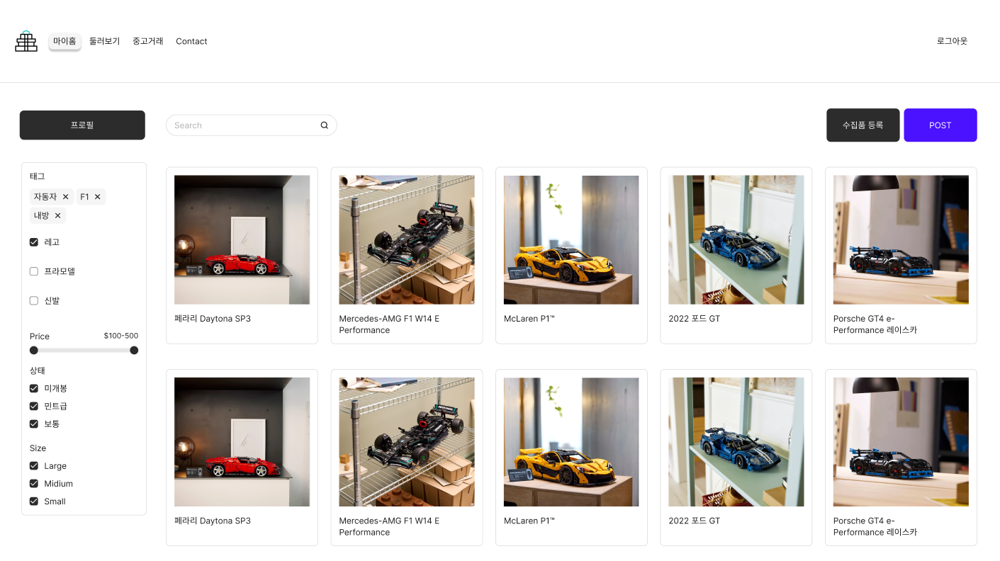 마이홈 둘러보기 중고거래 Contact 로그아웃
프로필 Search 수집품 등록 POST
태그
자동자 F1
내방
레고
프라모델
신발
Price $100-500
상태
미개봉
민트급
보통
Size
Large
Midium
Small
페라리 Daytona SP3
Mercedes-AMG F1 W14 E
Performance
McLaren P1™
2022 포드 GT
Porsche GT4 e-
Performance 레이스카
페라리 Daytona SP3
Mercedes-AMG F1 W14 E
Performance
McLaren P1™
2022 포드 GT
Porsche GT4 e-
Performance 레이스카